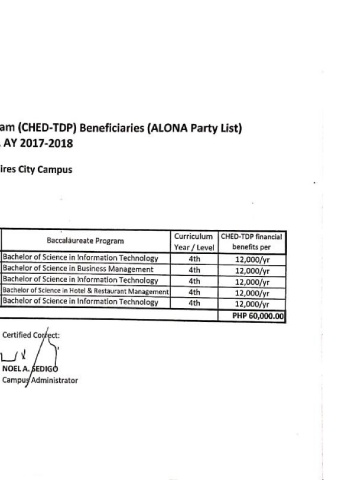 am (CHED-TDP) Beneficiaries (ALONA Party List)
, AY 2017-2018
ires City Campus
Baccalaureate Program Curriculum Year / Level CHED-TDP financial benefits per
Bachelor of Science in Information Technology 4th 12,000/yr
Bachelor of Science in Business Management 4th 12,000/yr
Bachelor of Science in Information Technology 4th 12,000/yr
Bachelor of Science in Hotel & Restaurant Management 4th 12,000/yr
Bachelor of Science in Information Technology 4th 12,000/yr
PHP 60,000.00
Certified Correct:
NOEL A. SEDIGO
Campus Administrator